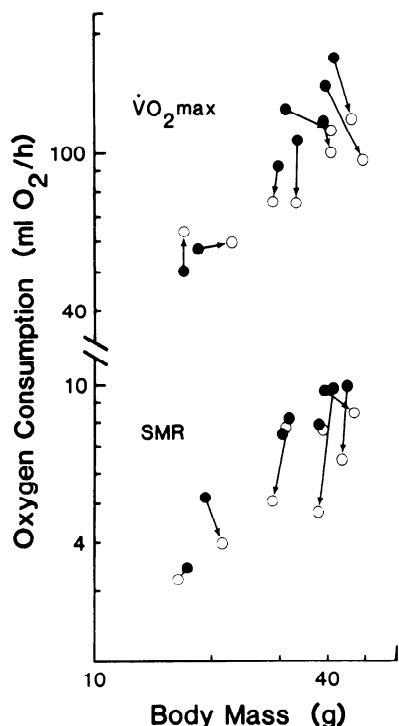 V̇O₂max
100
40
10
SMR
4
10
40
Body Mass (g)
Oxygen Consumption (ml O₂/h)